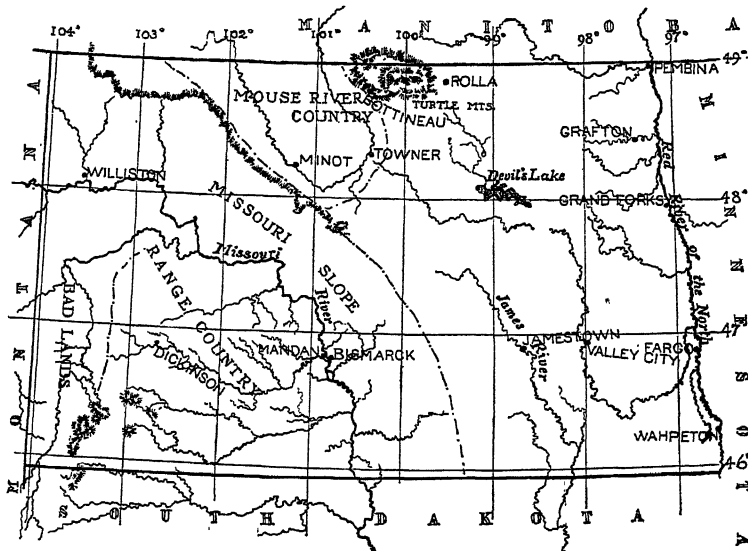 MANITOBA
104° 103° 102° 101° 100° 99° 98° 97°
49°
PEMBINA
ROLLA
TURTLE MTS.
BOTTINEAU
MOUSE RIVER
COUNTRY
GRAFTON
MINOT
TOWNER
WILLISTON
Devil's Lake
48°
GRAND FORKS
Red River of the North
MISSOURI
SLOPE
Missouri
River
RANGE
COUNTRY
BAD LANDS
James
River
47°
JAMESTOWN
VALLEY
CITY
FARGO
MANDAN
BISMARCK
DICKINSON
WAHPETON
46°
MONTANA
MINNESOTA
SOUTH DAKOTA